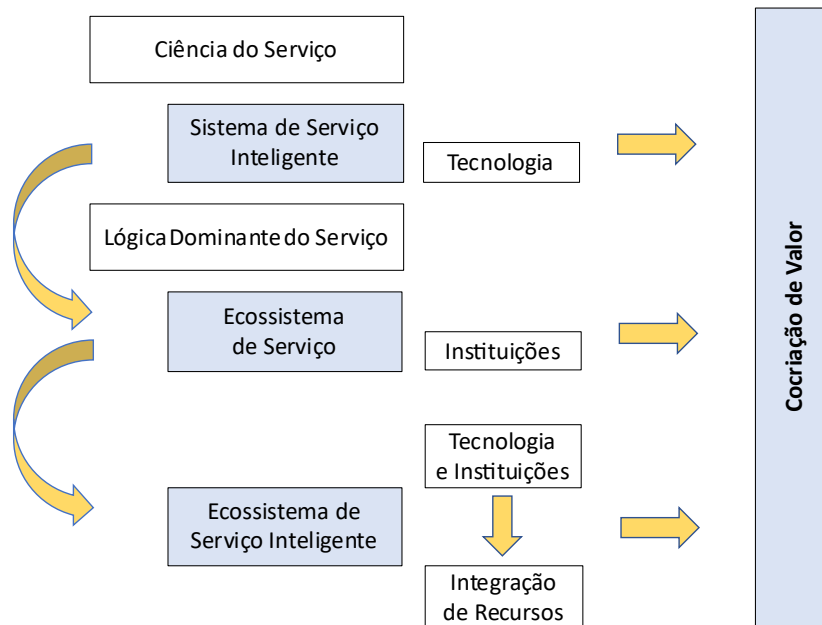 Ciência do Serviço
Sistema de Serviço
Inteligente
Tecnologia
Lógica Dominante do Serviço
Ecossistema
de Serviço
Instituições
Tecnologia
e Instituições
Ecossistema de
Serviço Inteligente
Integração
de Recursos
Cocriação de Valor